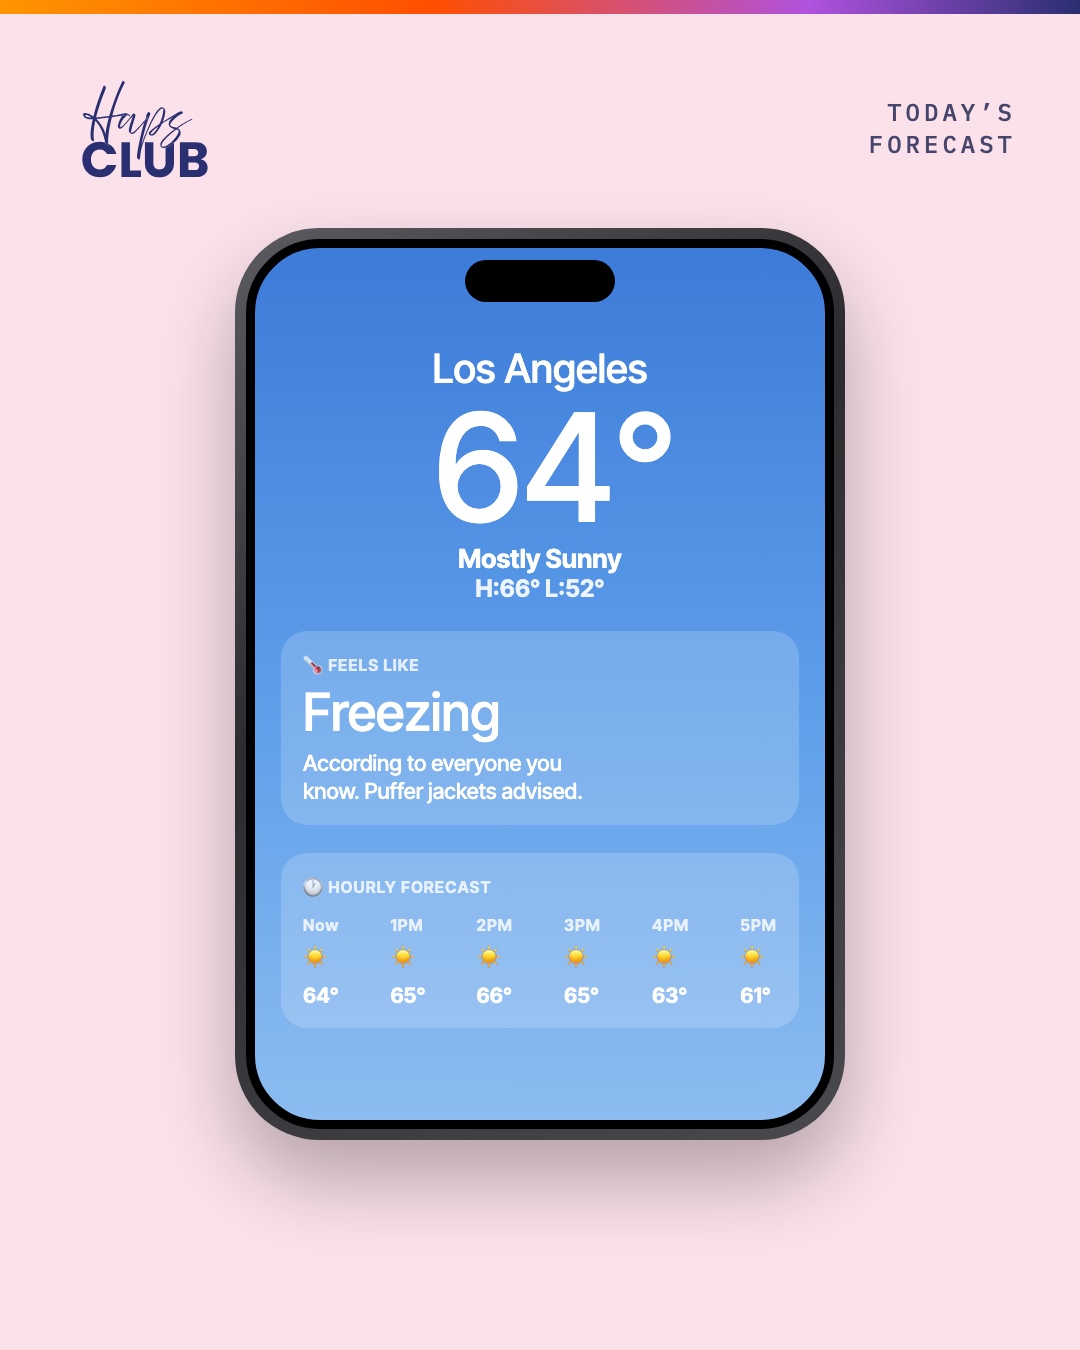 Haps
CLUB
TODAY’S
FORECAST
Los Angeles
64°
Mostly Sunny
H:66° L:52°
FEELS LIKE
Freezing
According to everyone you
know. Puffer jackets advised.
HOURLY FORECAST
Now 1PM 2PM 3PM 4PM 5PM
64° 65° 66° 65° 63° 61°